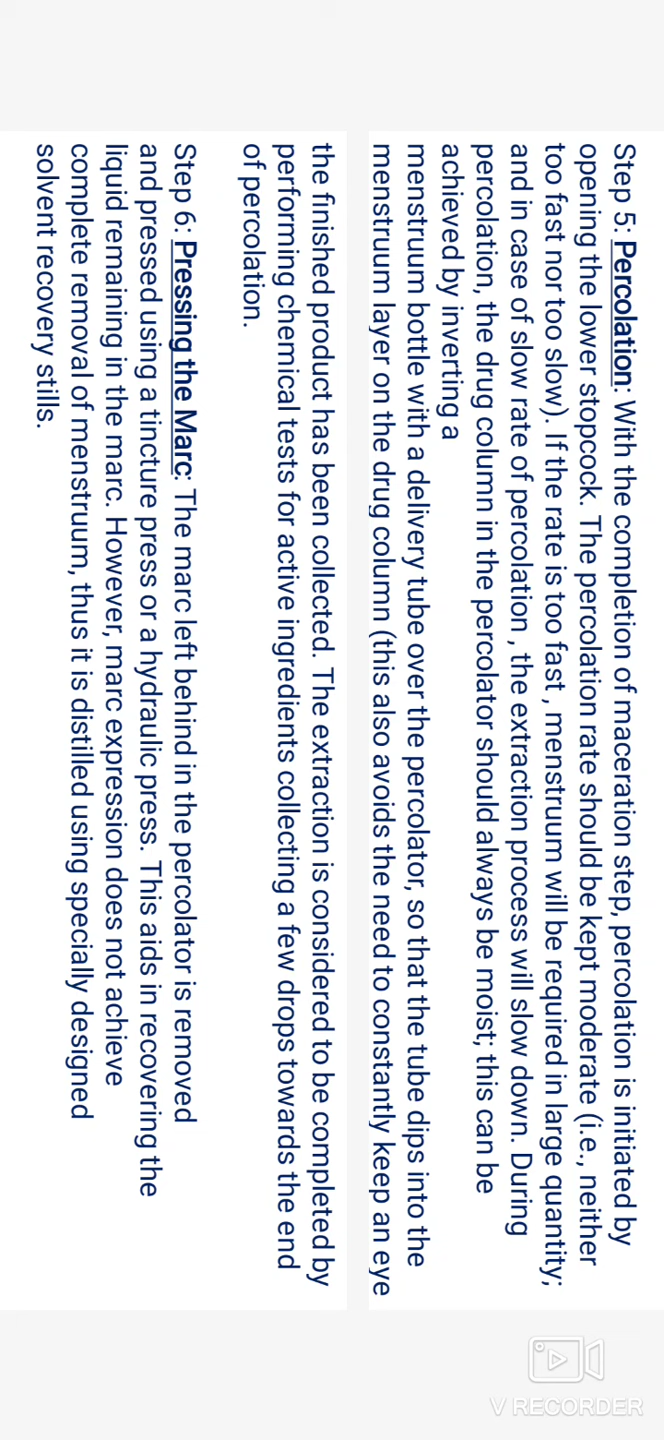 Step 5: Percolation: With the completion of maceration step, percolation is initiated by
opening the lower stopcock. The percolation rate should be kept moderate (i.e., neither
too fast nor too slow). If the rate is too fast , menstruum will be required in large quantity;
and in case of slow rate of percolation , the extraction process will slow down. During
percolation, the drug column in the percolator should always be moist; this can be
achieved by inverting a
menstruum bottle with a delivery tube over the percolator, so that the tube dips into the
menstruum layer on the drug column (this also avoids the need to constantly keep an eye
the finished product has been collected. The extraction is considered to be completed by
performing chemical tests for active ingredients collecting a few drops towards the end
of percolation.
Step 6: Pressing the Marc: The marc left behind in the percolator is removed
and pressed using a tincture press or a hydraulic press. This aids in recovering the
liquid remaining in the marc. However, marc expression does not achieve
complete removal of menstruum, thus it is distilled using specially designed
solvent recovery stills.
V RECORDER